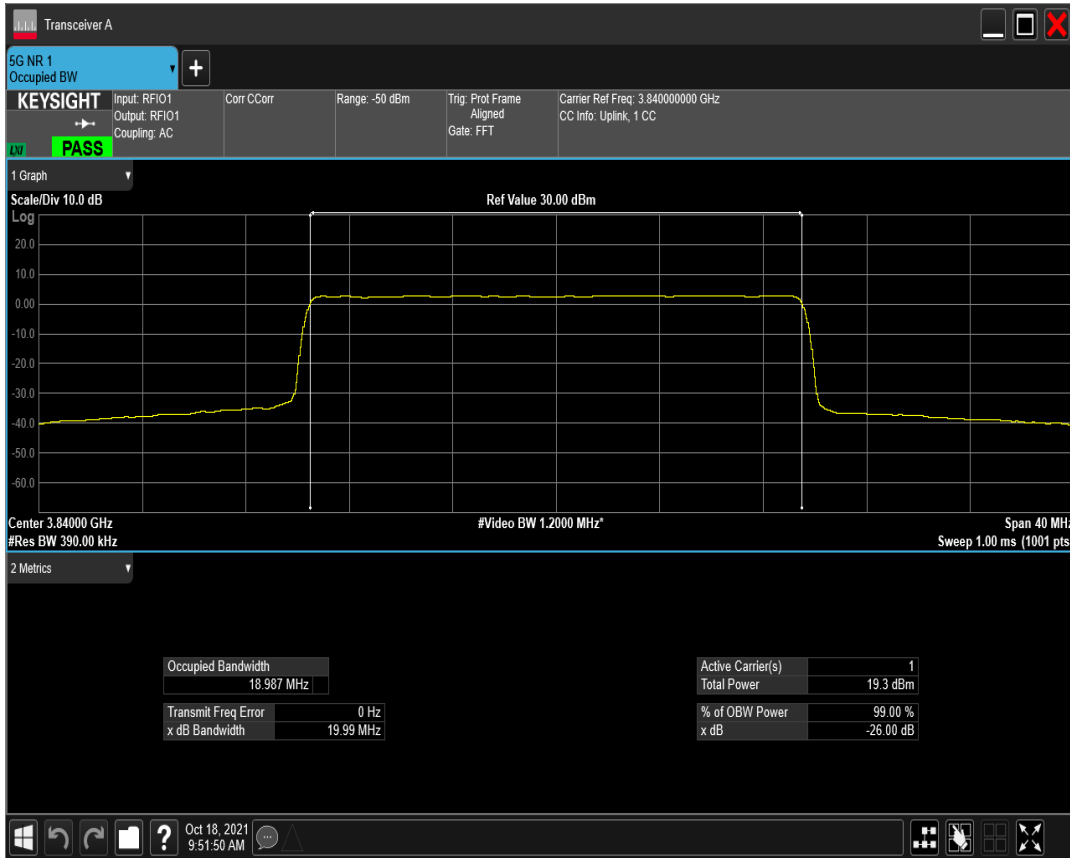 Transceiver A
5G NR 1
Occupied BW
KEYSIGHT
LXI
PASS
Input: RFIO1
Output: RFIO1
Coupling: AC
Corr CCorr
Range: -50 dBm
Trig: Prot Frame
Aligned
Gate: FFT
Carrier Ref Freq: 3.840000000 GHz
CC Info: Uplink, 1 CC
1 Graph
Scale/Div 10.0 dB
Ref Value 30.00 dBm
Log
20.0
10.0
0.00
-10.0
-20.0
-30.0
-40.0
-50.0
-60.0
Center 3.84000 GHz
#Video BW 1.2000 MHz*
Span 40 MHz
#Res BW 390.00 kHz
Sweep 1.00 ms (1001 pts
2 Metrics
Occupied Bandwidth
18.987 MHz
Transmit Freq Error 0 Hz
x dB Bandwidth 19.99 MHz
Active Carrier(s) 1
Total Power 19.3 dBm
% of OBW Power 99.00 %
x dB -26.00 dB
?
Oct 18, 2021
9:51:50 AM